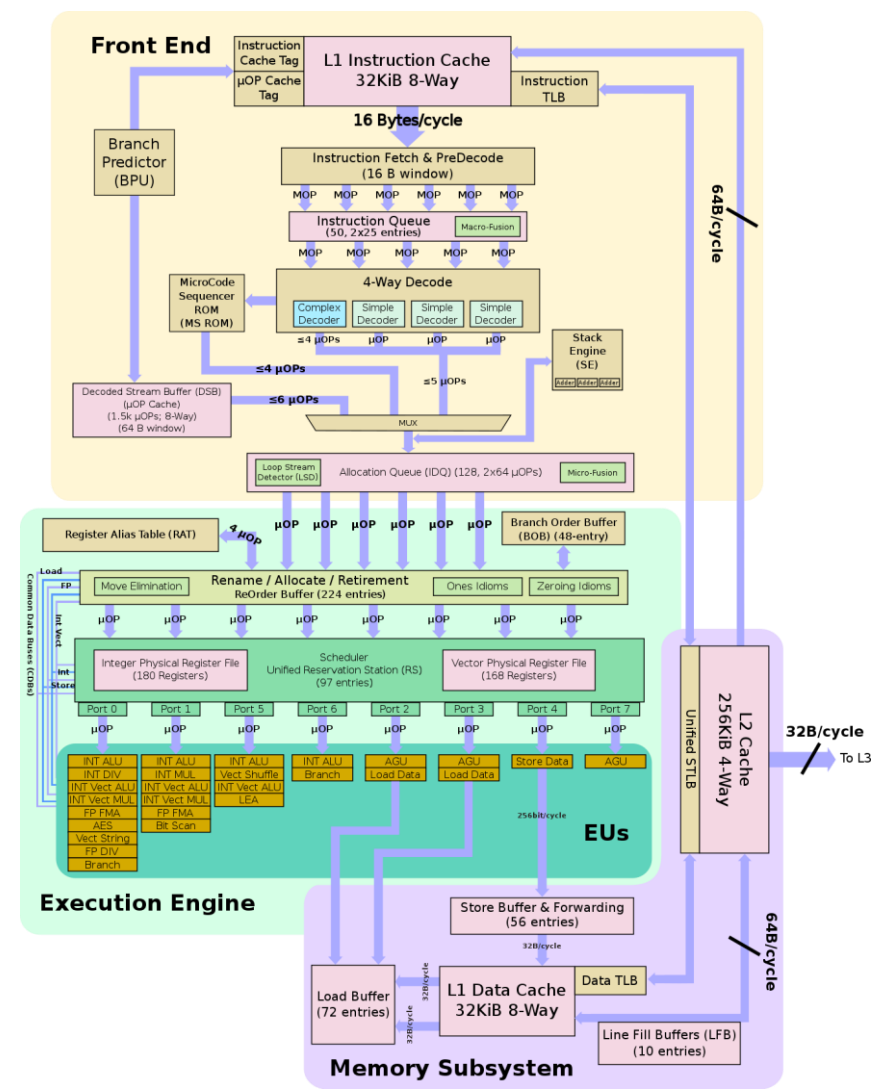 Front End
Instruction
Cache Tag
µOP Cache
Tag
L1 Instruction Cache
32KiB 8-Way
Instruction
TLB
16 Bytes/cycle
Branch
Predictor
(BPU)
Instruction Fetch & PreDecode
(16 B window)
MOP MOP MOP MOP MOP MOP
Instruction Queue
(50, 2x25 entries)
Macro-Fusion
MOP MOP MOP MOP MOP
64B/cycle
MicroCode
Sequencer
ROM
(MS ROM)
4-Way Decode
Complex
Decoder
Simple
Decoder
Simple
Decoder
Simple
Decoder
≤4 µOPs µOP µOP µOP
Stack
Engine
(SE)
Adder Adder Adder
≤4 µOPs
≤5 µOPs
Decoded Stream Buffer (DSB)
(µOP Cache)
(1.5k µOPs; 8-Way)
(64 B window)
≤6 µOPs
MUX
Loop Stream
Detector (LSD)
Allocation Queue (IDQ) (128, 2x64 µOPs)
Micro-Fusion
µOP µOP µOP µOP µOP µOP
Register Alias Table (RAT)
4 µOP
Branch Order Buffer
(BOB) (48-entry)
Load
FP
Common Data Buses (CDBs)
Int Vect
Int
Store
Move Elimination
Rename / Allocate / Retirement
ReOrder Buffer (224 entries)
Ones Idioms
Zeroing Idioms
µOP µOP µOP µOP µOP µOP µOP µOP
Integer Physical Register File
(180 Registers)
Scheduler
Unified Reservation Station (RS)
(97 entries)
Vector Physical Register File
(168 Registers)
Port 0 Port 1 Port 5 Port 6 Port 2 Port 3 Port 4 Port 7
µOP µOP µOP µOP µOP µOP µOP µOP
INT ALU
INT DIV
INT Vect ALU
INT Vect MUL
FP FMA
AES
Vect String
FP DIV
Branch
INT ALU
INT MUL
INT Vect ALU
INT Vect MUL
FP FMA
Bit Scan
INT ALU
Vect Shuffle
INT Vect ALU
LEA
INT ALU
Branch
AGU
Load Data
AGU
Load Data
Store Data
AGU
256bit/cycle
EUs
Execution Engine
Unified STLB
L2 Cache
256KiB 4-Way
32B/cycle
To L3
Store Buffer & Forwarding
(56 entries)
32B/cycle
64B/cycle
Load Buffer
(72 entries)
32B/cycle
32B/cycle
L1 Data Cache
32KiB 8-Way
Data TLB
Line Fill Buffers (LFB)
(10 entries)
Memory Subsystem